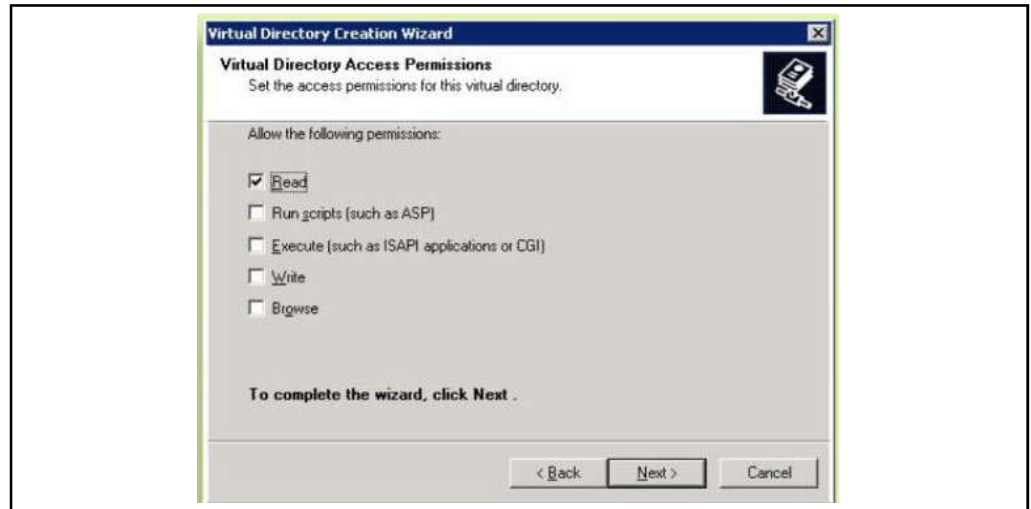 Virtual Directory Creation Wizard
Virtual Directory Access Permissions
Set the access permissions for this virtual directory.
Allow the following permissions:
Read
Run scripts (such as ASP)
Execute (such as ISAPI applications or CGI)
Write
Browse
To complete the wizard, click Next .
< Back Next > Cancel